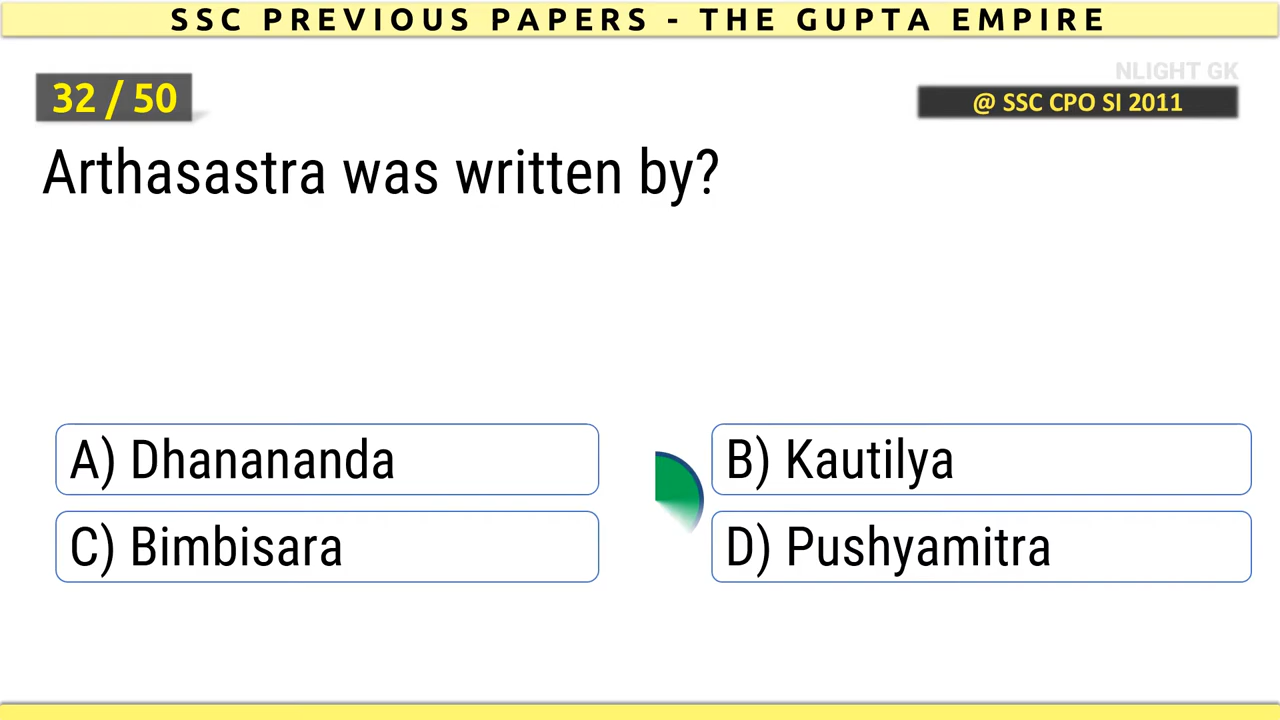 SSC PREVIOUS PAPERS - THE GUPTA EMPIRE
NLIGHT GK
32 / 50
@ SSC CPO SI 2011
Arthasastra was written by?
A) Dhanananda
B) Kautilya
C) Bimbisara
D) Pushyamitra